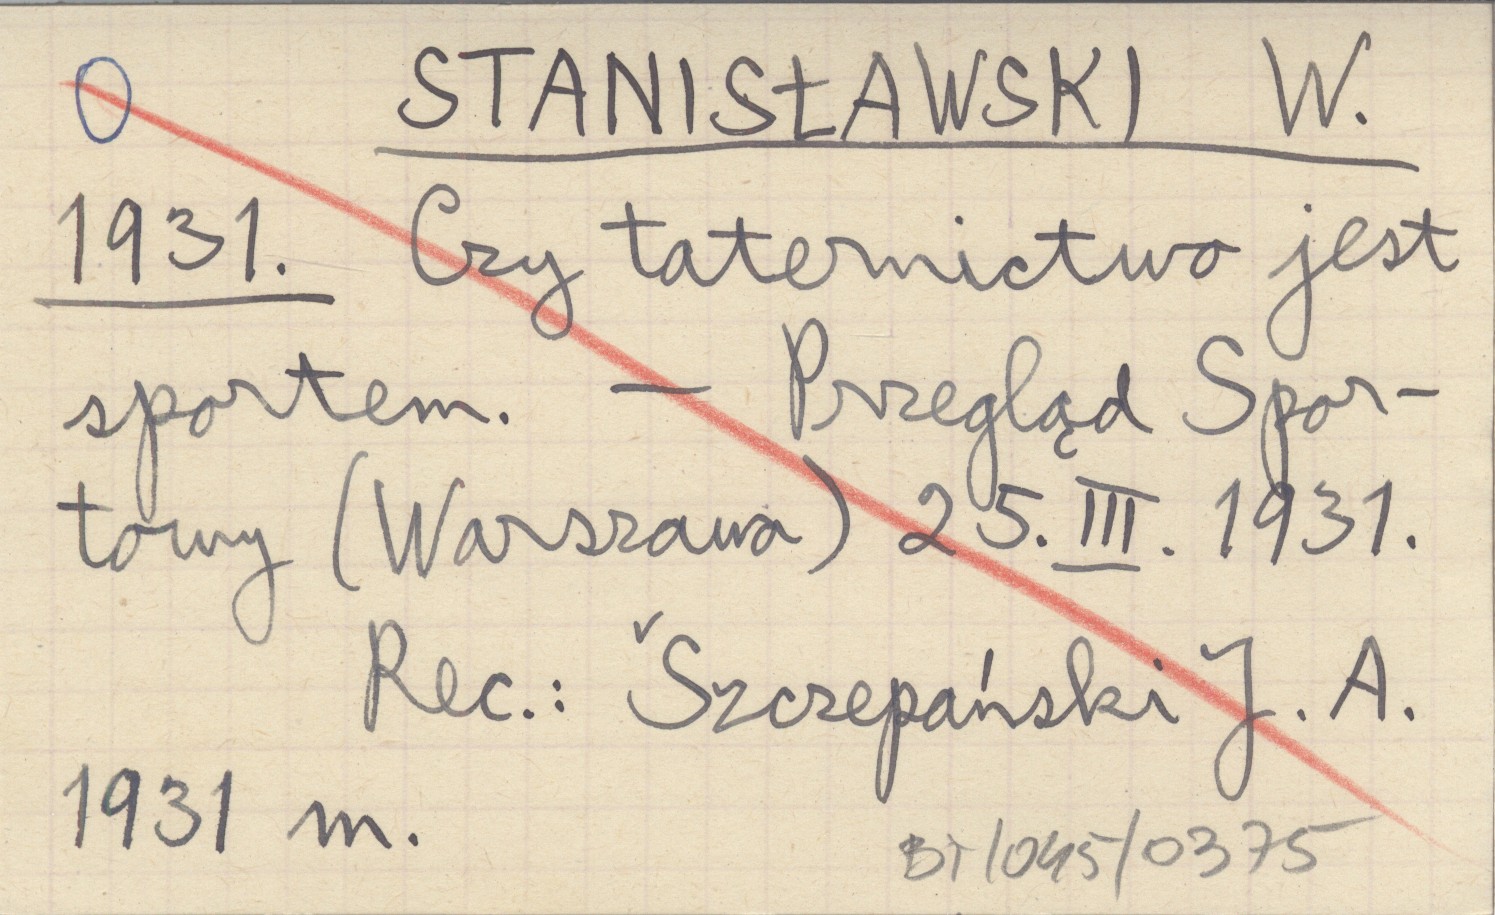 STANISŁAWSKI W.
1931. Czy taternictwo jest
sportem. — Przegląd Spor-
towy (Warszawa) 25.III.1931.
Rec.: Szczepański J. A.
1931 m.
BT/045/0375